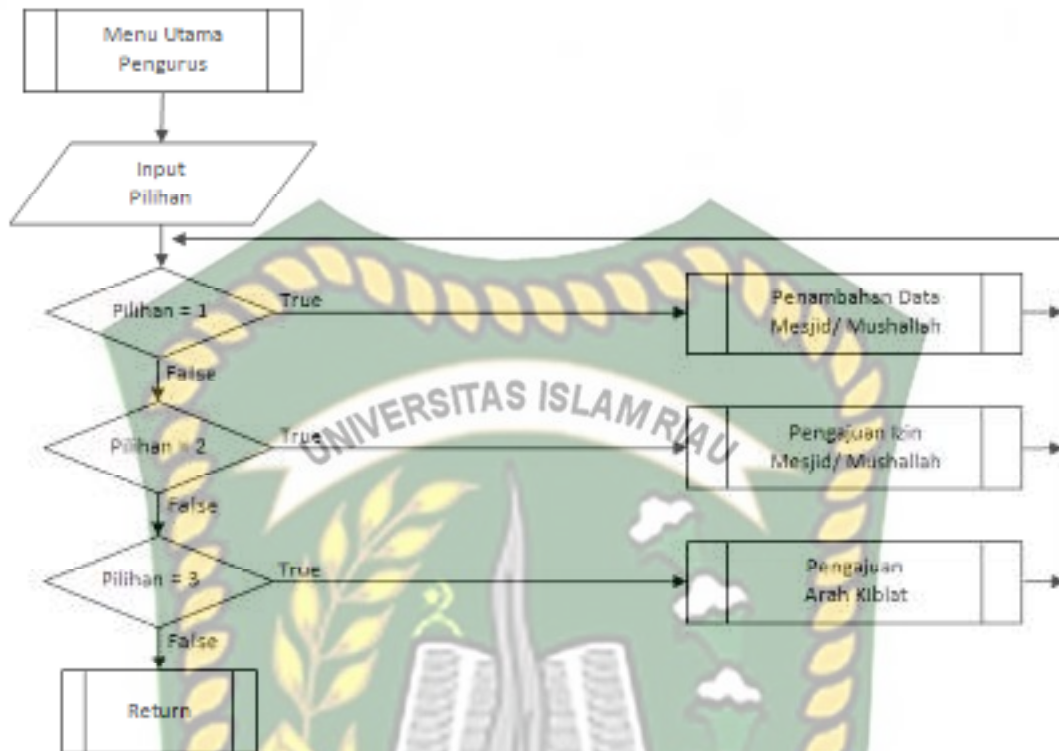 Menu Utama
Pengurus
Input
Pilihan
Pilihan = 1
True
Penambahan Data
Mesjid/ Mushallah
False
UNIVERSITAS ISLAM RIAU
Pilihan = 2
True
Pengajuan Izin
Mesjid/ Mushallah
False
Pilihan = 3
True
Pengajuan
Arah Kiblat
False
Return